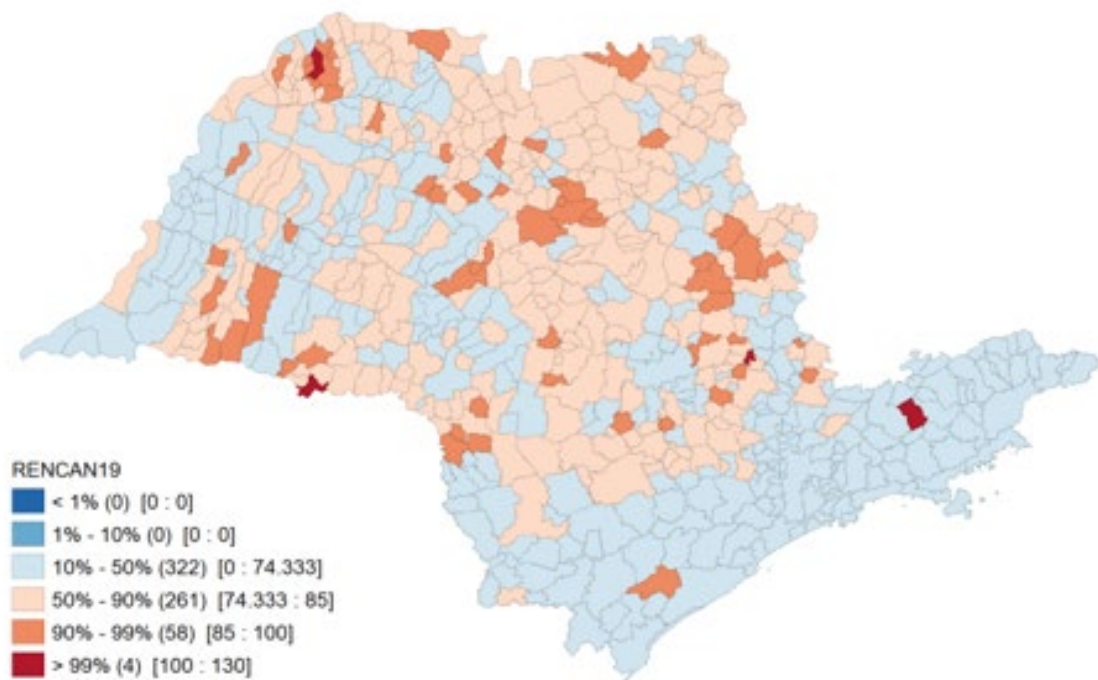 RENCAN19
< 1% (0) [0 : 0]
1% - 10% (0) [0 : 0]
10% - 50% (322) [0 : 74.333]
50% - 90% (261) [74.333 : 85]
90% - 99% (58) [85 : 100]
> 99% (4) [100 : 130]